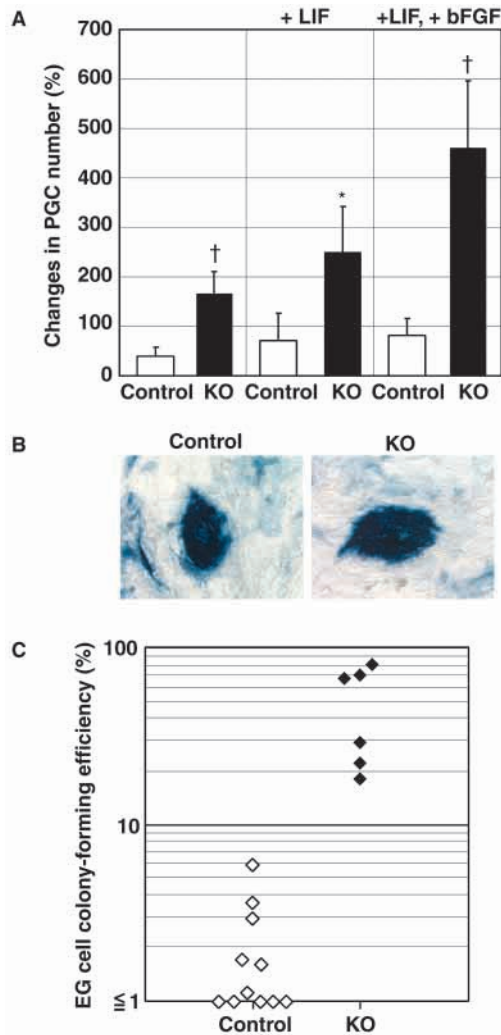 A
+ LIF
+LIF, + bFGF
Changes in PGC number (%)
700
600
500
400
300
200
100
0
†
*
†
Control KO Control KO Control KO
B
Control
KO
C
EG cell colony-forming efficiency (%)
100
10
≦ 1
Control
KO